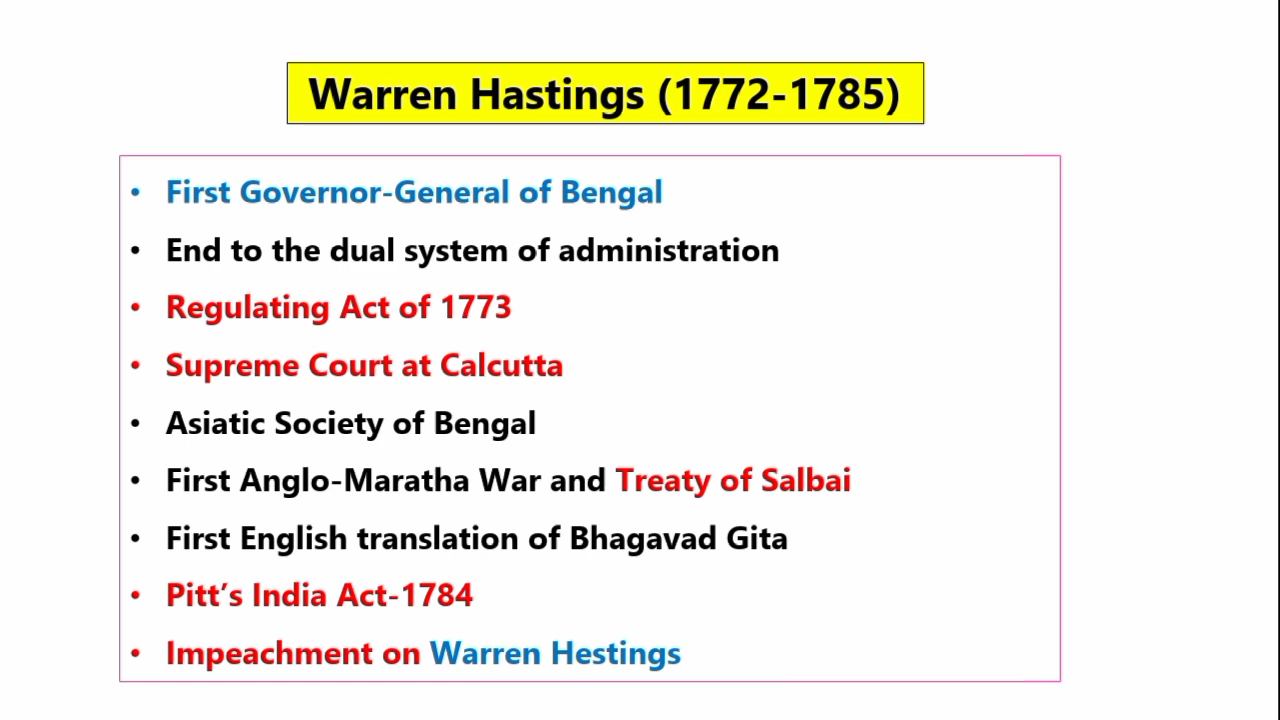 Warren Hastings (1772-1785)
• First Governor-General of Bengal
• End to the dual system of administration
• Regulating Act of 1773
• Supreme Court at Calcutta
• Asiatic Society of Bengal
• First Anglo-Maratha War and Treaty of Salbai
• First English translation of Bhagavad Gita
• Pitt’s India Act-1784
• Impeachment on Warren Hestings